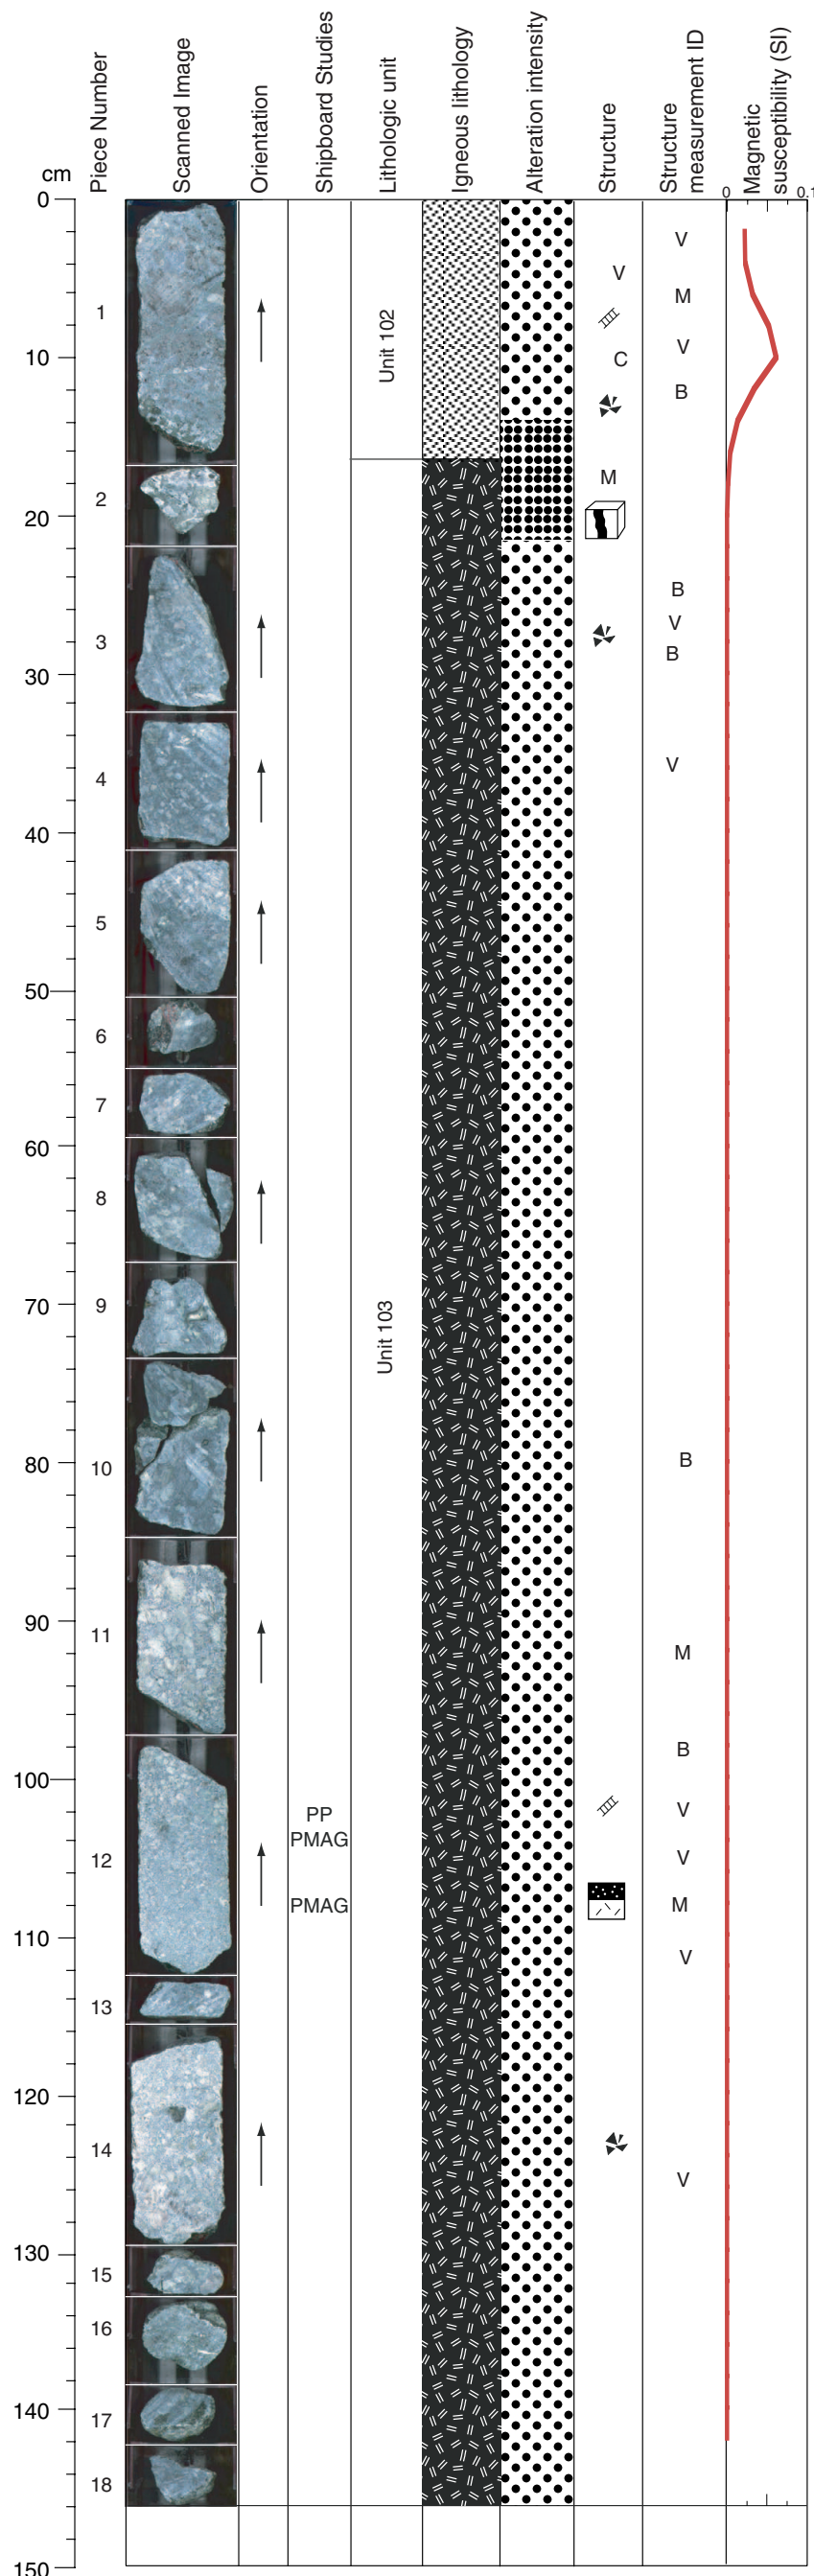 cm
Piece Number
Scanned Image
Orientation
Shipboard Studies
Lithologic unit
Igneous lithology
Alteration intensity
Structure
Structure
measurement ID
Magnetic
susceptibility (SI)
0 0.1
0
V
V
M
1
V
10
C
Unit 102
B
M
2
20
B
V
3
B
30
V
4
40
5
50
6
7
60
8
9
70
Unit 103
B
80
10
90
11
M
B
100
V
PP
PMAG
V
12
PMAG
M
110
V
13
120
14
V
130
15
16
140
17
18
150